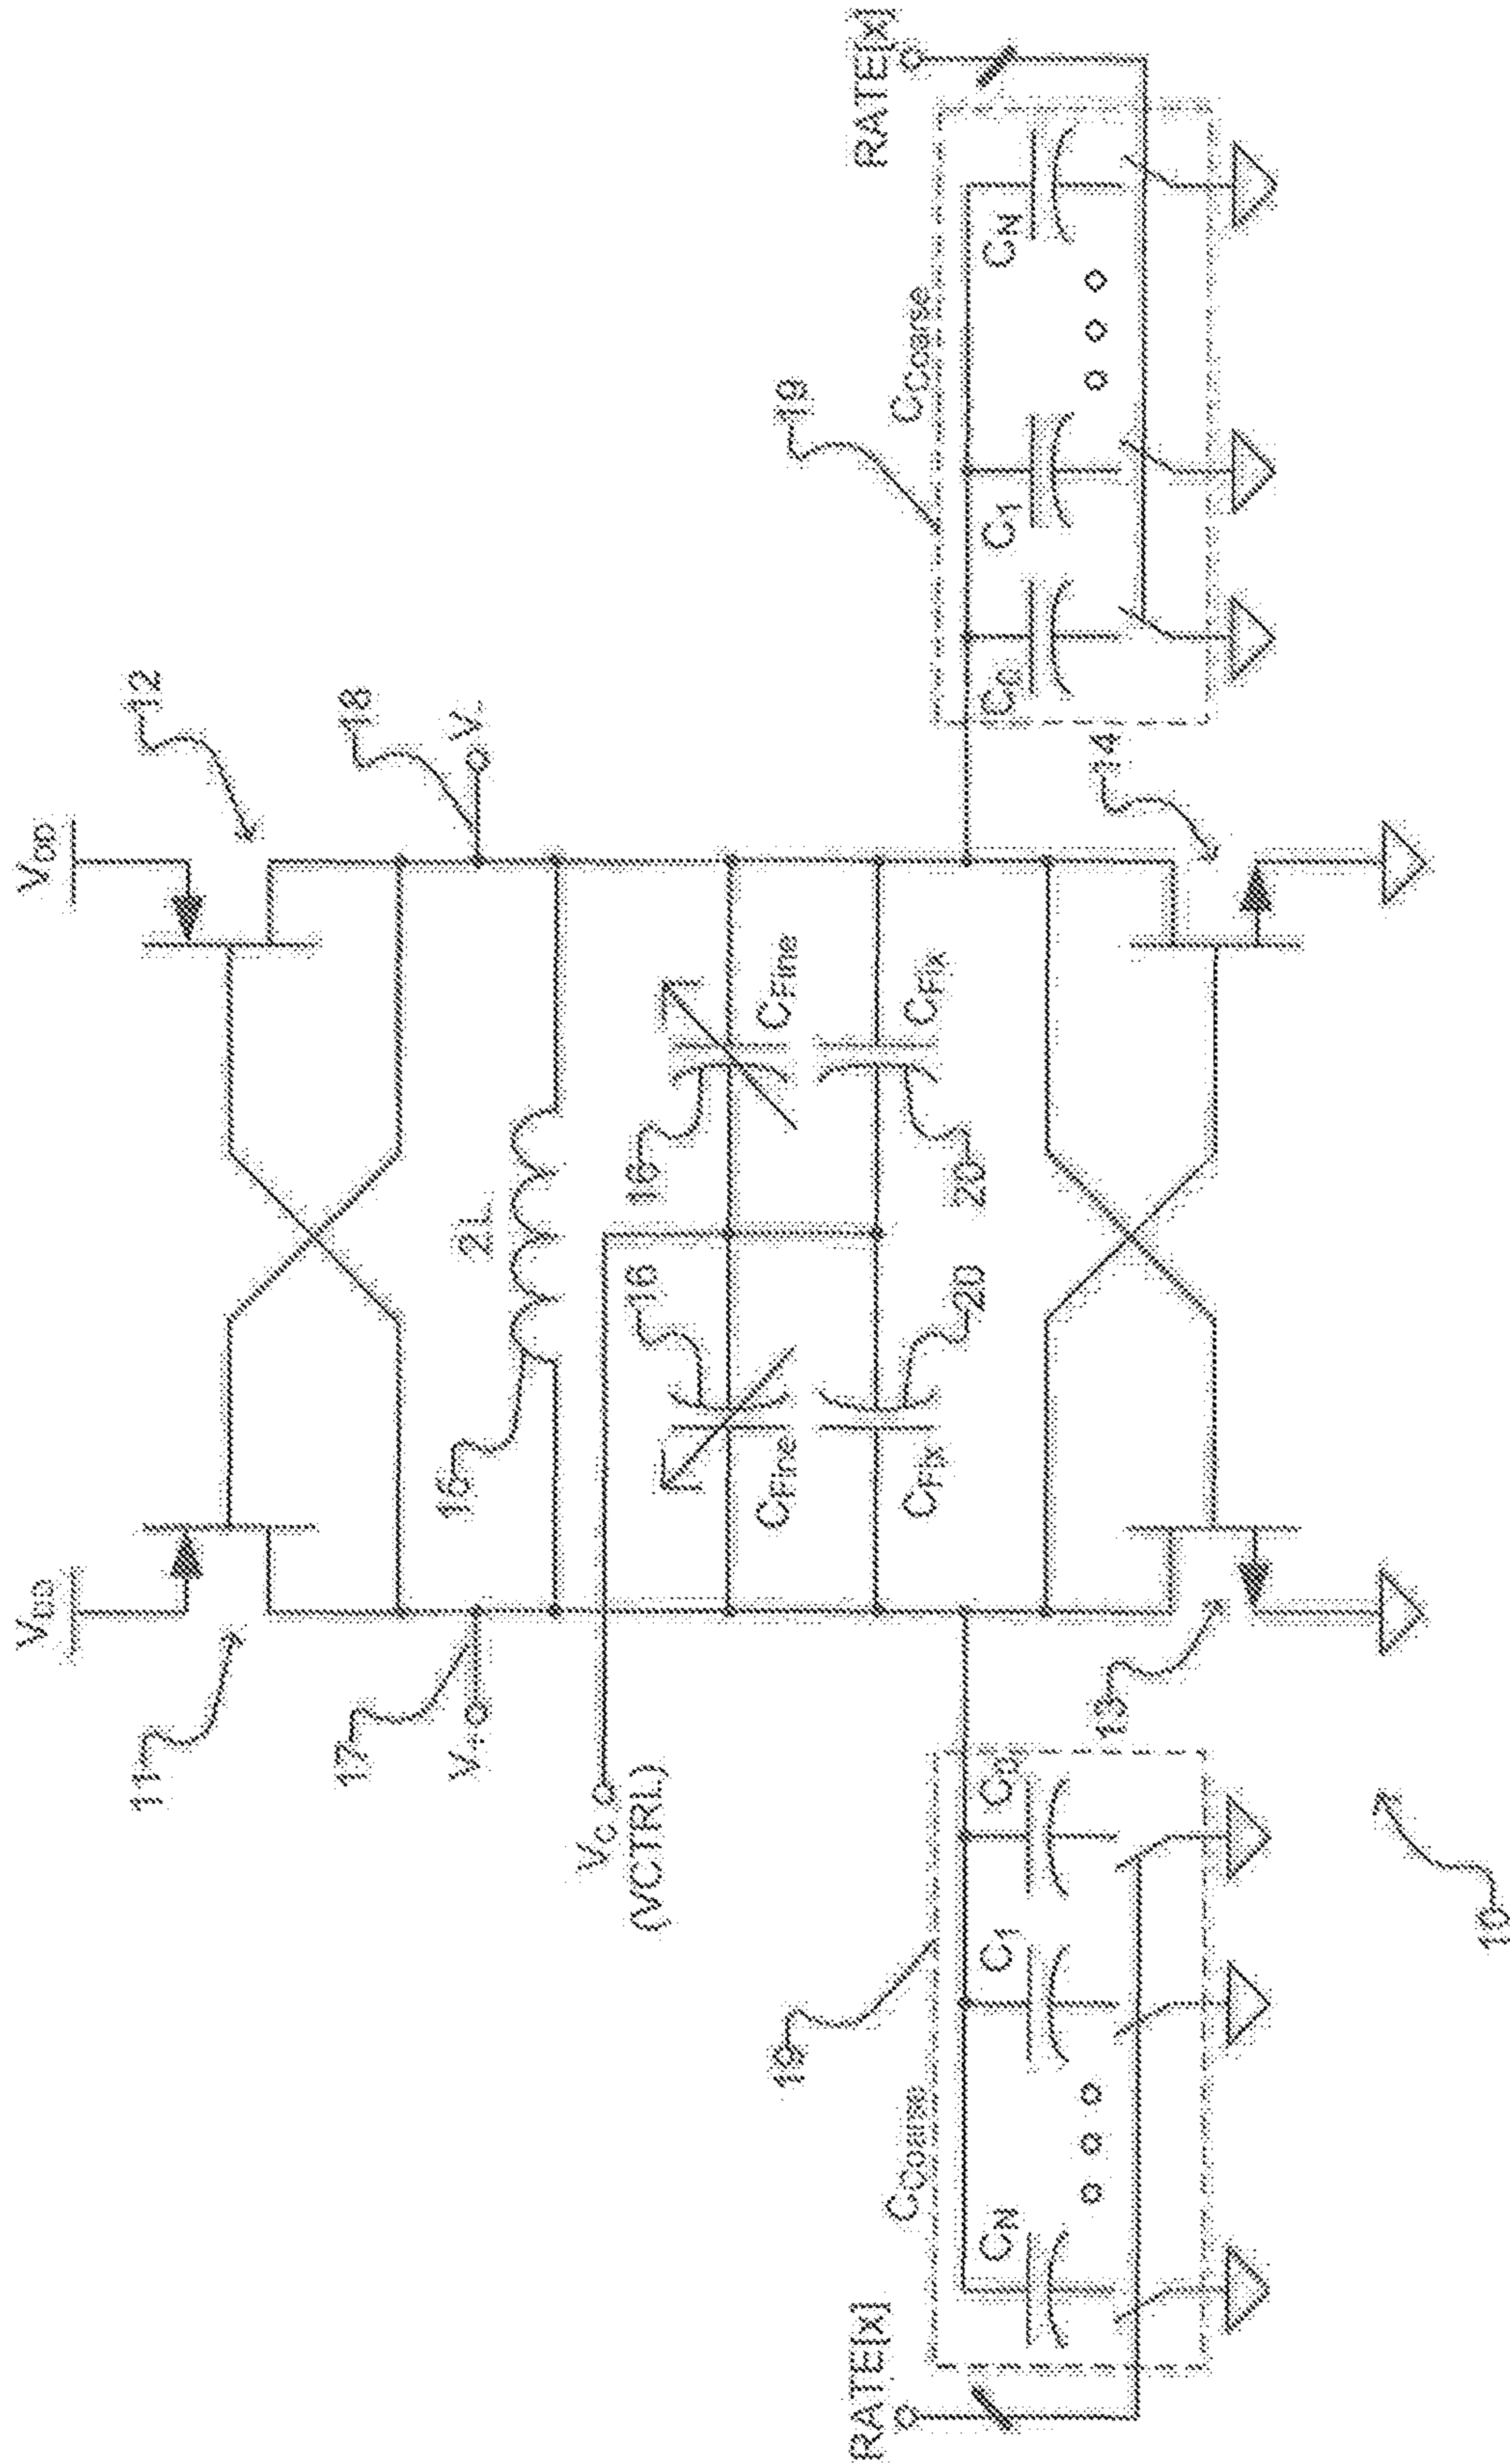 VDD
VDD
11
12
17
V+
18
V-
15
2L
VC
(VCTRL)
16
16
CFine
CFine
CFix
CFix
20
20
RATE[x]
CCoarse
19
CN
C1
C0
19
CCoarse
RATE[x]
C0
C1
CN
13
14
10